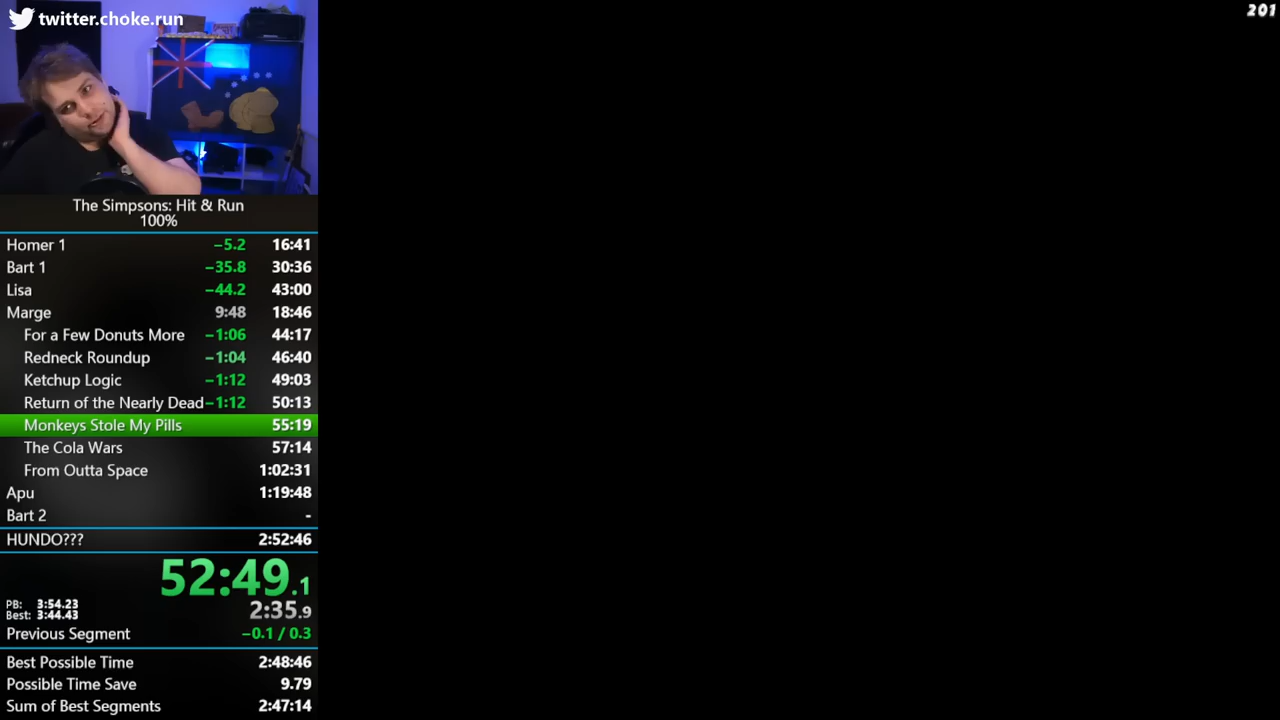 twitter.choke.run
201
The Simpsons: Hit & Run
100%
Homer 1 −5.2 16:41
Bart 1 −35.8 30:36
Lisa −44.2 43:00
Marge 9:48 18:46
For a Few Donuts More −1:06 44:17
Redneck Roundup −1:04 46:40
Ketchup Logic −1:12 49:03
Return of the Nearly Dead −1:12 50:13
Monkeys Stole My Pills 55:19
The Cola Wars 57:14
From Outta Space 1:02:31
Apu 1:19:48
Bart 2 -
HUNDO??? 2:52:46
52:49.1
PB: 3:54.23 2:35.9
Best: 3:44.43
Previous Segment −0.1 / 0.3
Best Possible Time 2:48:46
Possible Time Save 9.79
Sum of Best Segments 2:47:14